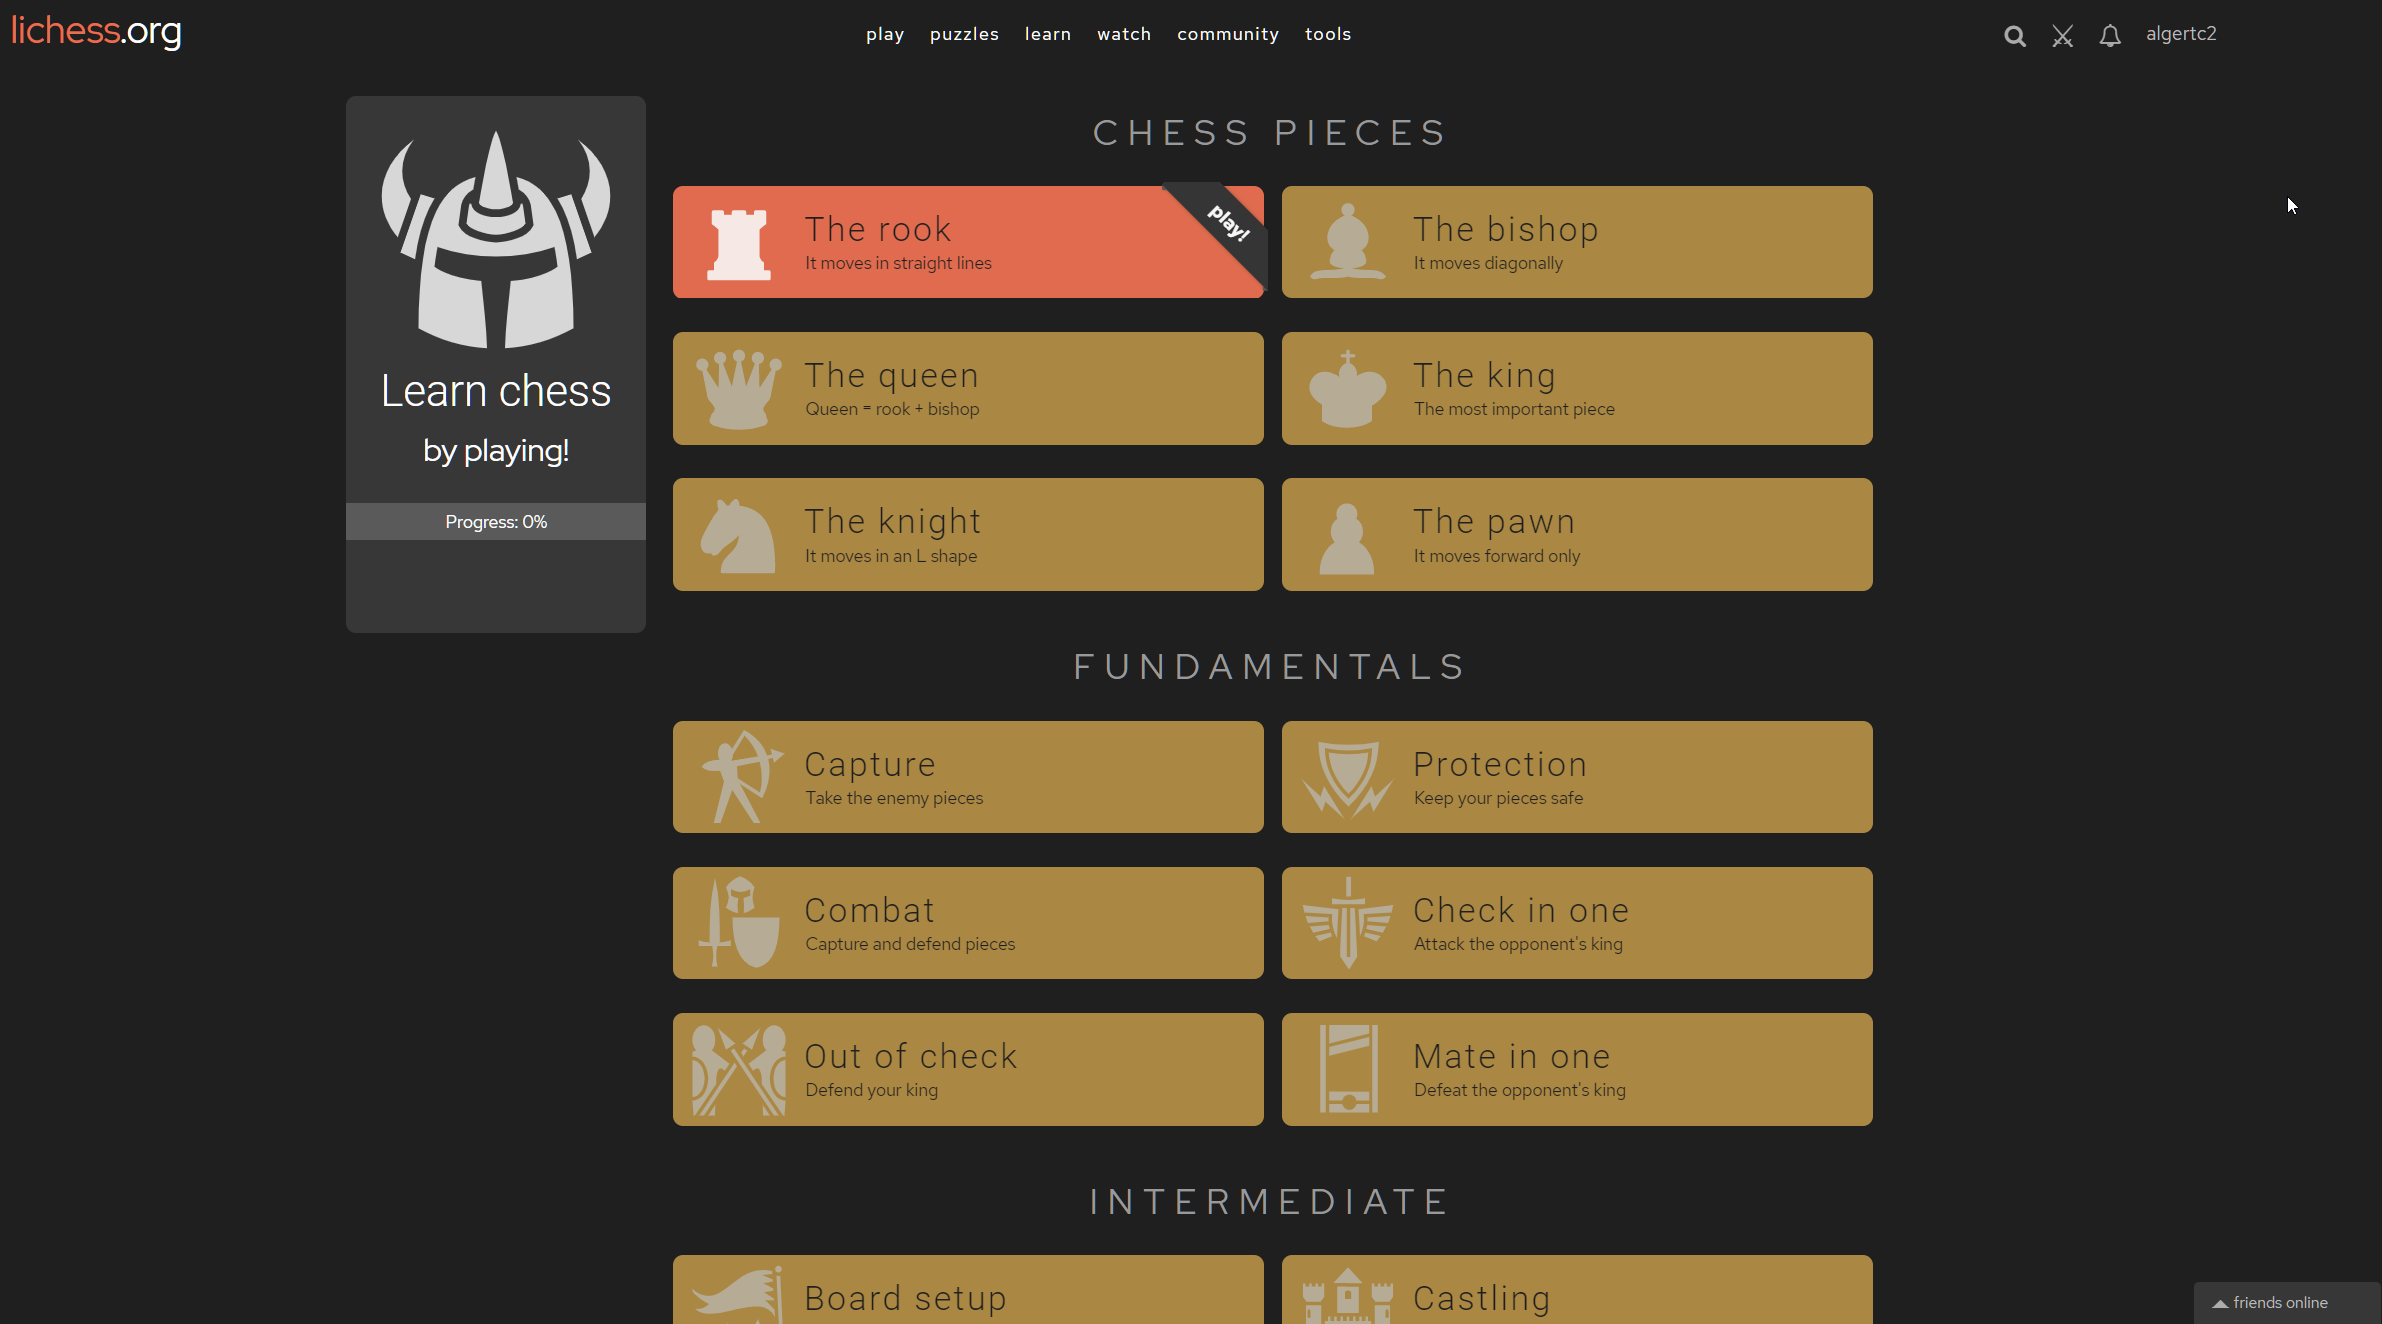 lichess.org
play puzzles learn watch community tools
algertc2
Learn chess
by playing!
Progress: 0%
CHESS PIECES
The rook
It moves in straight lines
play!
The bishop
It moves diagonally
The queen
Queen = rook + bishop
The king
The most important piece
The knight
It moves in an L shape
The pawn
It moves forward only
FUNDAMENTALS
Capture
Take the enemy pieces
Protection
Keep your pieces safe
Combat
Capture and defend pieces
Check in one
Attack the opponent's king
Out of check
Defend your king
Mate in one
Defeat the opponent's king
INTERMEDIATE
Board setup
Castling
friends online